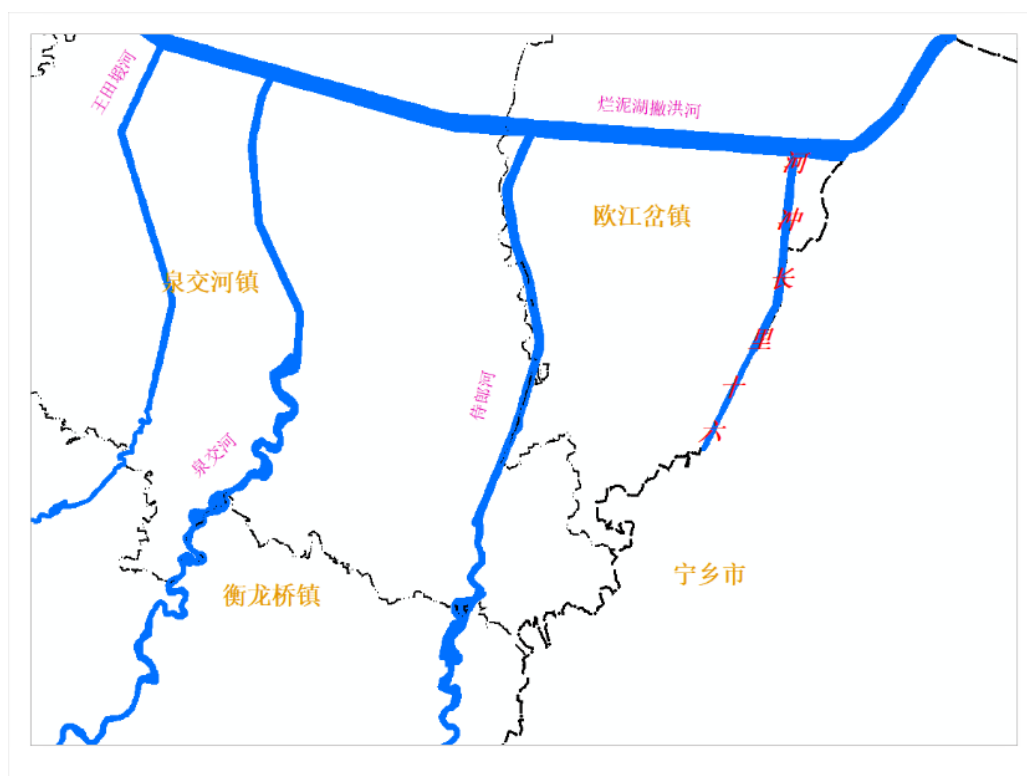 王田塅河
烂泥湖撇洪河
欧江岔镇
泉交河镇
河冲长里十六
侍郎河
泉交河
衡龙桥镇
宁乡市